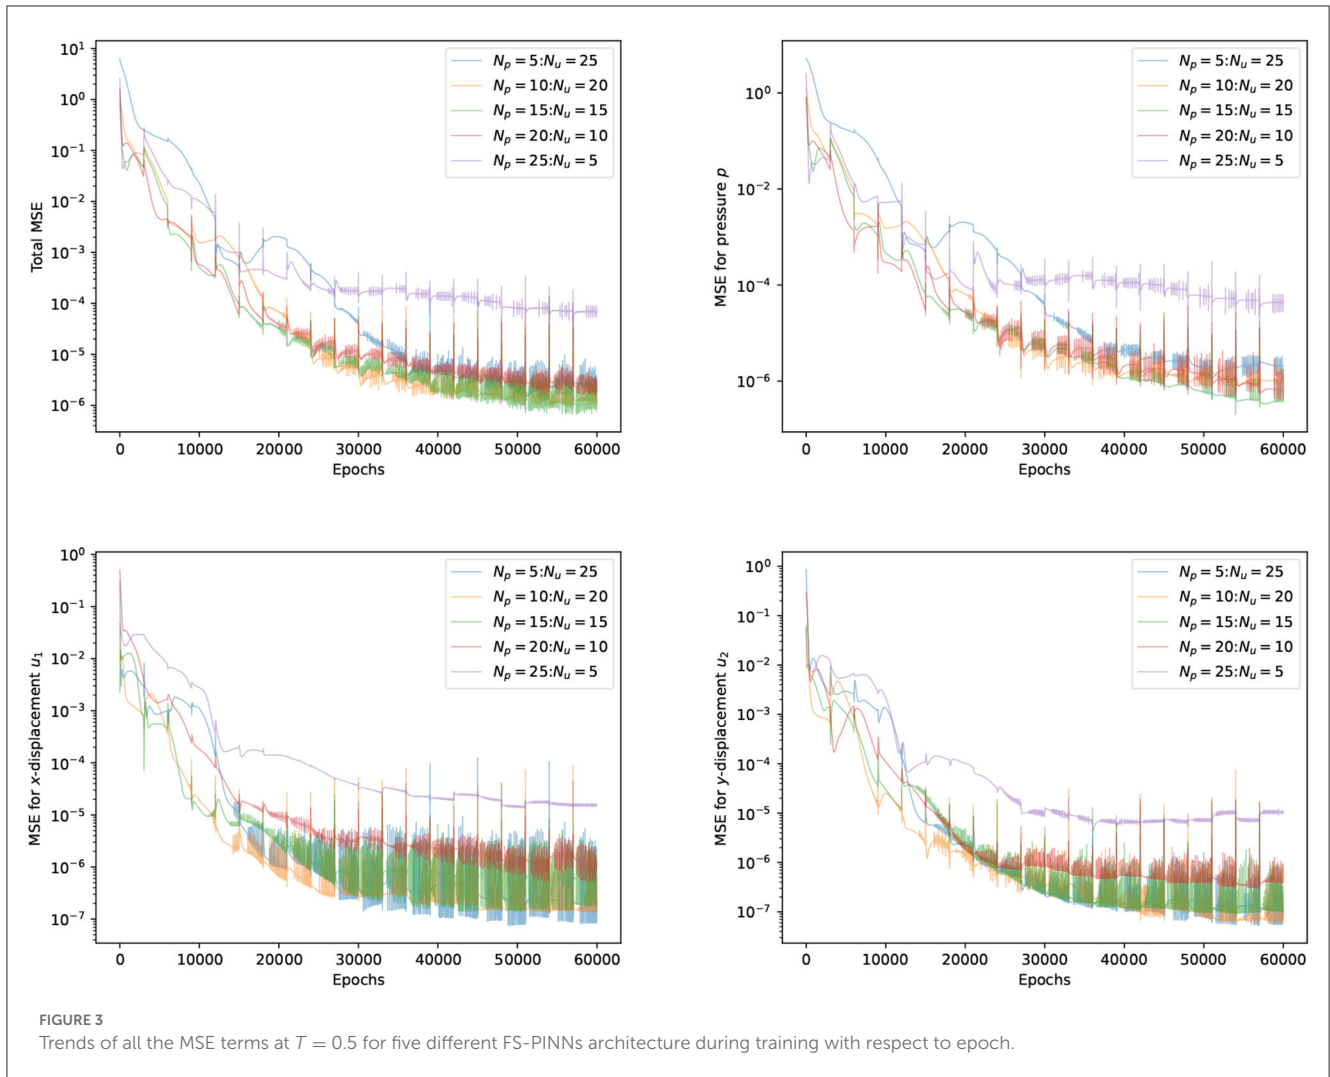 10^1
10^0
10^−1
10^−2
10^−3
10^−4
10^−5
10^−6
Total MSE
N_p = 5:N_u = 25
N_p = 10:N_u = 20
N_p = 15:N_u = 15
N_p = 20:N_u = 10
N_p = 25:N_u = 5
0 10000 20000 30000 40000 50000 60000
Epochs
10^0
10^−2
10^−4
10^−6
MSE for pressure p
N_p = 5:N_u = 25
N_p = 10:N_u = 20
N_p = 15:N_u = 15
N_p = 20:N_u = 10
N_p = 25:N_u = 5
0 10000 20000 30000 40000 50000 60000
Epochs
10^0
10^−1
10^−2
10^−3
10^−4
10^−5
10^−6
10^−7
MSE for x-displacement u_1
N_p = 5:N_u = 25
N_p = 10:N_u = 20
N_p = 15:N_u = 15
N_p = 20:N_u = 10
N_p = 25:N_u = 5
0 10000 20000 30000 40000 50000 60000
Epochs
10^0
10^−1
10^−2
10^−3
10^−4
10^−5
10^−6
10^−7
MSE for y-displacement u_2
N_p = 5:N_u = 25
N_p = 10:N_u = 20
N_p = 15:N_u = 15
N_p = 20:N_u = 10
N_p = 25:N_u = 5
0 10000 20000 30000 40000 50000 60000
Epochs
FIGURE 3
Trends of all the MSE terms at T = 0.5 for five different FS-PINNs architecture during training with respect to epoch.